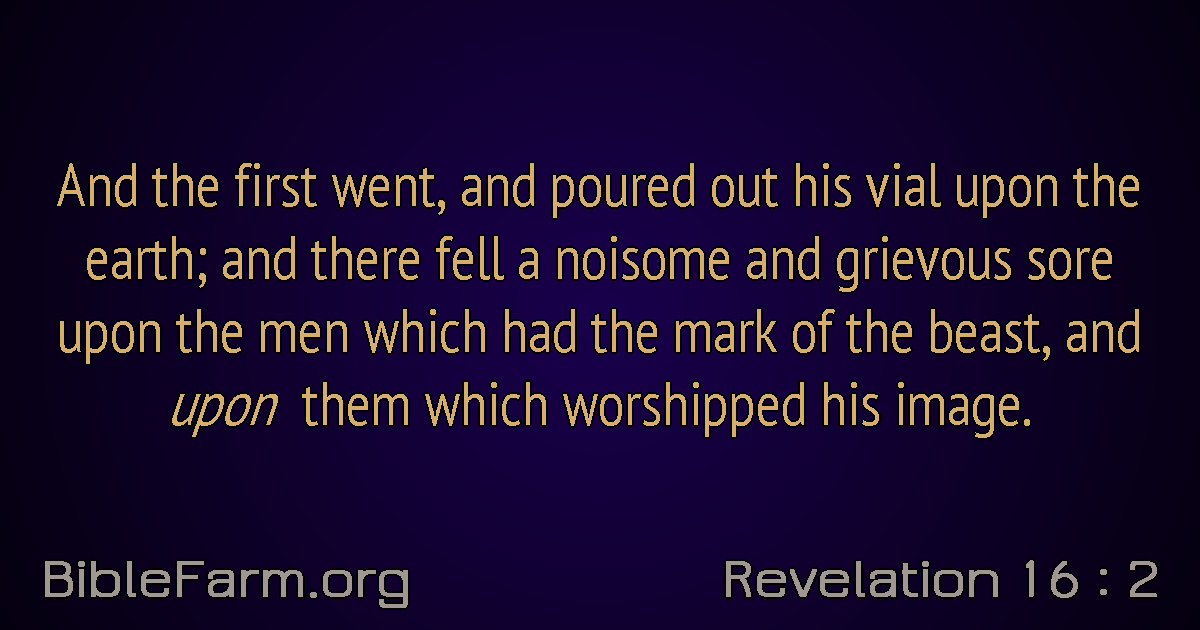 And the first went, and poured out his vial upon the
earth; and there fell a noisome and grievous sore
upon the men which had the mark of the beast, and
upon them which worshipped his image.
BibleFarm.org
Revelation 16 : 2